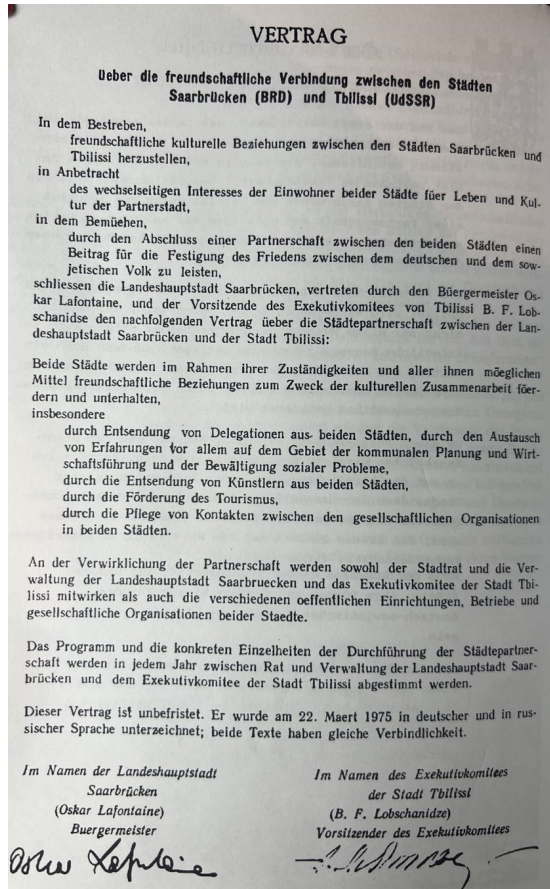 VERTRAG
Ueber die freundschaftliche Verbindung zwischen den Städten
Saarbrücken (BRD) und Tbilissi (UdSSR)
In dem Bestreben,
freundschaftliche kulturelle Beziehungen zwischen den Städten Saarbrücken und
Tbilissi herzustellen,
in Anbetracht
des wechselseitigen Interesses der Einwohner beider Städte füer Leben und Kul-
tur der Partnerstadt,
in dem Bemüehen,
durch den Abschluss einer Partnerschaft zwischen den beiden Städten einen
Beitrag für die Festigung des Friedens zwischen dem deutschen und dem sow-
jetischen Volk zu leisten,
schliessen die Landeshauptstadt Saarbrücken, vertreten durch den Büergermeister Os-
kar Lafontaine, und der Vorsitzende des Exekutivkomitees von Tbilissi B. F. Lob-
schanidse den nachfolgenden Vertrag üeber die Städtepartnerschaft zwischen der Lan-
deshauptstadt Saarbrücken und der Stadt Tbilissi:
Beide Städte werden im Rahmen ihrer Zuständigkeiten und aller ihnen möeglichen
Mittel freundschaftliche Beziehungen zum Zweck der kulturellen Zusammenarbeit föer-
dern und unterhalten,
insbesondere
durch Entsendung von Delegationen aus beiden Städten, durch den Austausch
von Erfahrungen vor allem auf dem Gebiet der kommunalen Planung und Wirt-
schaftsführung und der Bewältigung sozialer Probleme,
durch die Entsendung von Künstlern aus beiden Städten,
durch die Förderung des Tourismus,
durch die Pflege von Kontakten zwischen den gesellschaftlichen Organisationen
in beiden Städten.
An der Verwirklichung der Partnerschaft werden sowohl der Stadtrat und die Ver-
waltung der Landeshauptstadt Saarbruecken und das Exekutivkomitee der Stadt Tbi-
lissi mitwirken als auch die verschiedenen oeffentlichen Einrichtungen, Betriebe und
gesellschaftliche Organisationen beider Staedte.
Das Programm und die konkreten Einzelheiten der Durchführung der Städtepartner-
schaft werden in jedem Jahr zwischen Rat und Verwaltung der Landeshauptstadt Saar-
brücken und dem Exekutivkomitee der Stadt Tbilissi abgestimmt werden.
Dieser Vertrag ist unbefristet. Er wurde am 22. Maert 1975 in deutscher und in rus-
sischer Sprache unterzeichnet; beide Texte haben gleiche Verbindlichkeit.
Im Namen der Landeshauptstadt
Saarbrücken
(Oskar Lafontaine)
Buergermeister
Oskar Lafontaine
Im Namen des Exekutivkomitees
der Stadt Tbilissi
(B. F. Lobschanidze)
Vorsitzender des Exekutivkomitees